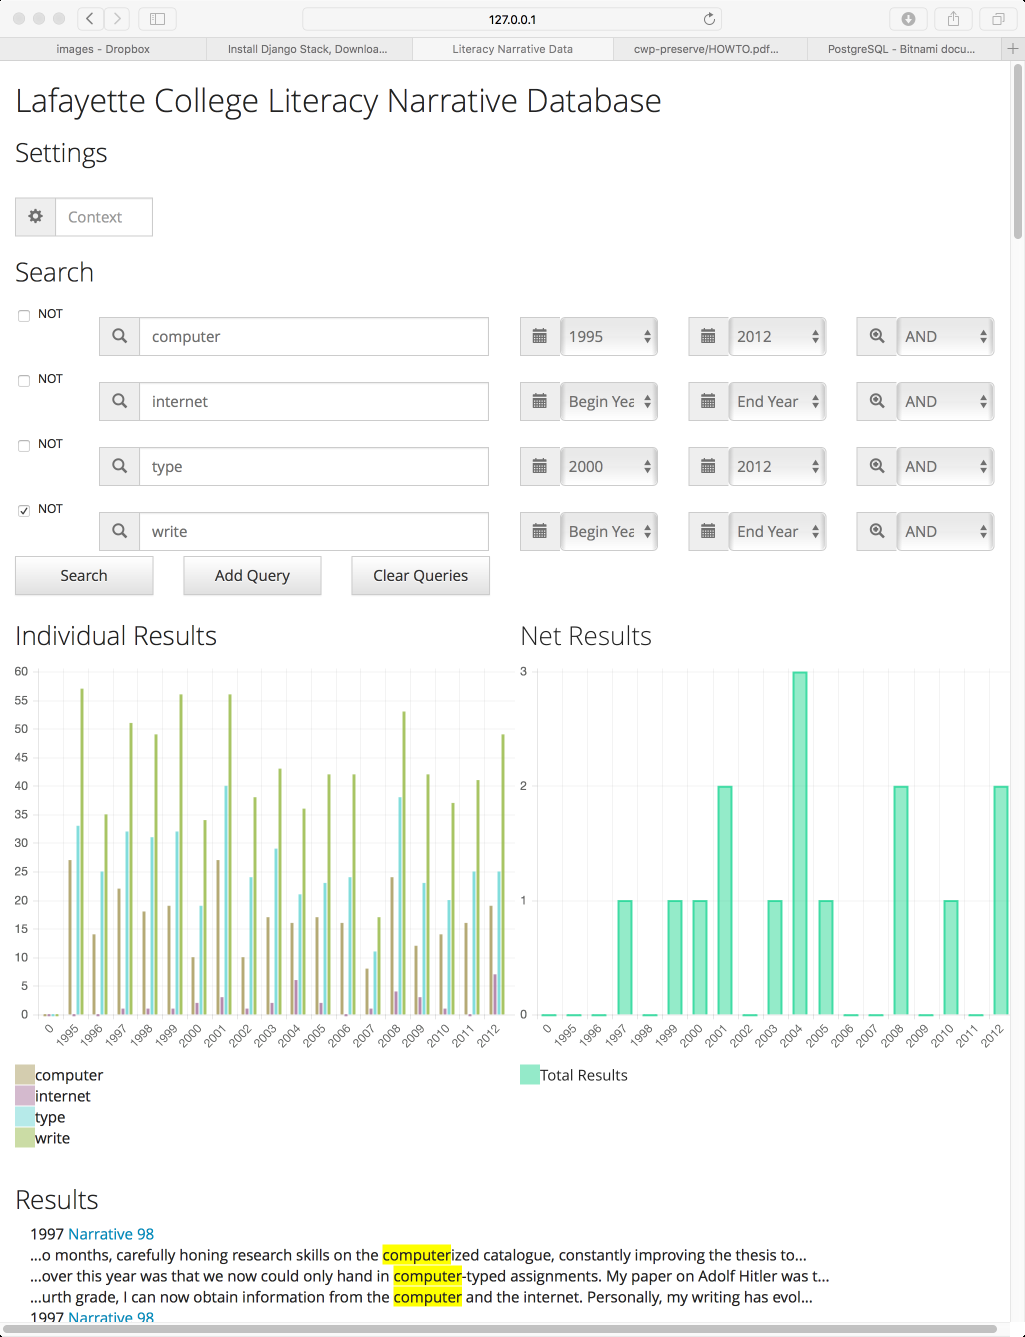 127.0.0.1
images - Dropbox
Install Django Stack, Downloa...
Literacy Narrative Data
cwp-preserve/HOWTO.pdf...
PostgreSQL - Bitnami docu...
Lafayette College Literacy Narrative Database
Settings
Context
Search
NOT
computer 1995 2012 AND
NOT
internet Begin Yea End Year AND
NOT
type 2000 2012 AND
NOT
write Begin Yea End Year AND
Search Add Query Clear Queries
Individual Results
60
55
50
45
40
35
30
25
20
15
10
5
0
0 1995 1996 1997 1998 1999 2000 2001 2002 2003 2004 2005 2006 2007 2008 2009 2010 2011 2012
computer
internet
type
write
Net Results
3
2
1
0
0 1995 1996 1997 1998 1999 2000 2001 2002 2003 2004 2005 2006 2007 2008 2009 2010 2011 2012
Total Results
Results
1997 Narrative 98
...o months, carefully honing research skills on the computerized catalogue, constantly improving the thesis to...
...over this year was that we now could only hand in computer-typed assignments. My paper on Adolf Hitler was t...
...urth grade, I can now obtain information from the computer and the internet. Personally, my writing has evol...
1997 Narrative 98